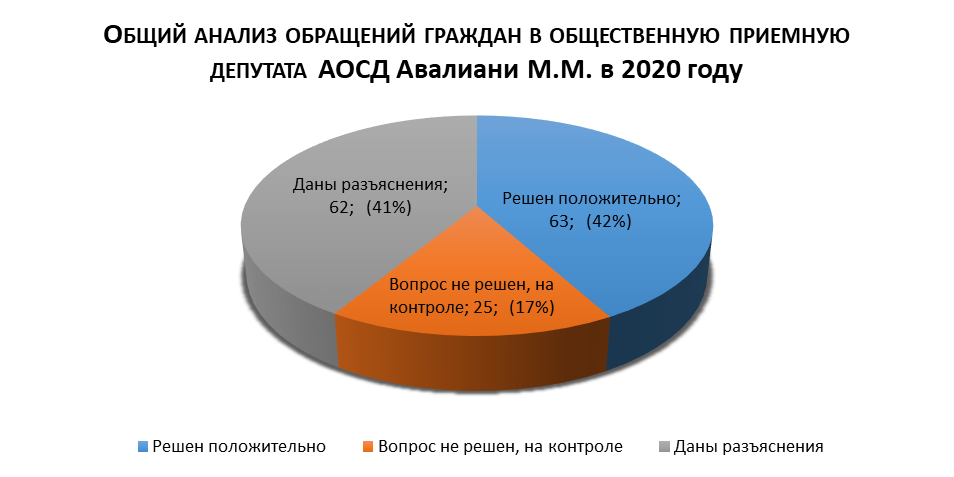 Общий анализ обращений граждан в общественную приемную
депутата АОСД Авалиани М.М. в 2020 году
Даны разъяснения;
62; (41%)
Решен положительно;
63; (42%)
Вопрос не решен, на
контроле; 25; (17%)
Решен положительно
Вопрос не решен, на контроле
Даны разъяснения